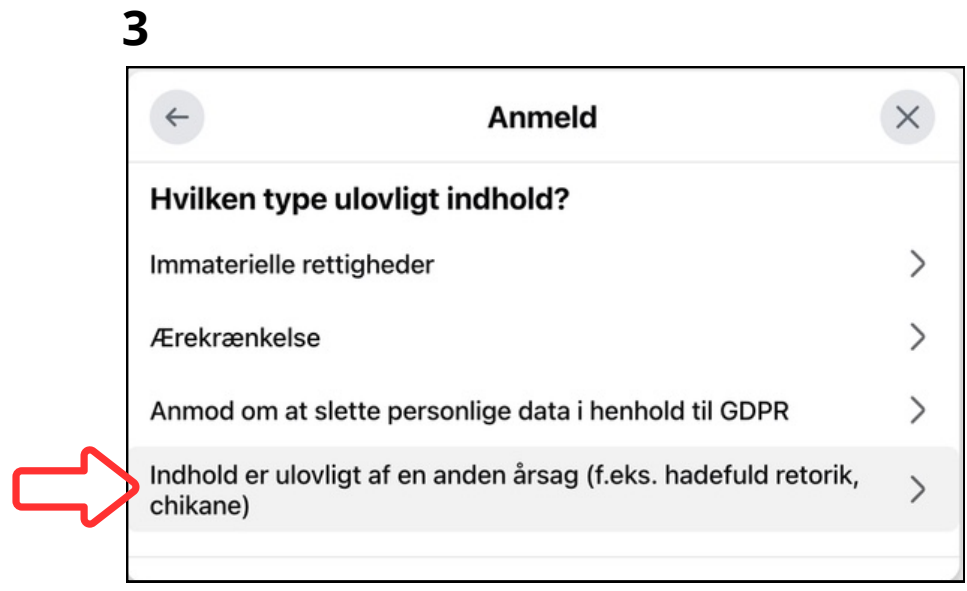 3
Anmeld
Hvilken type ulovligt indhold?
Immaterielle rettigheder
Ærekrænkelse
Anmod om at slette personlige data i henhold til GDPR
Indhold er ulovligt af en anden årsag (f.eks. hadefuld retorik,
chikane)